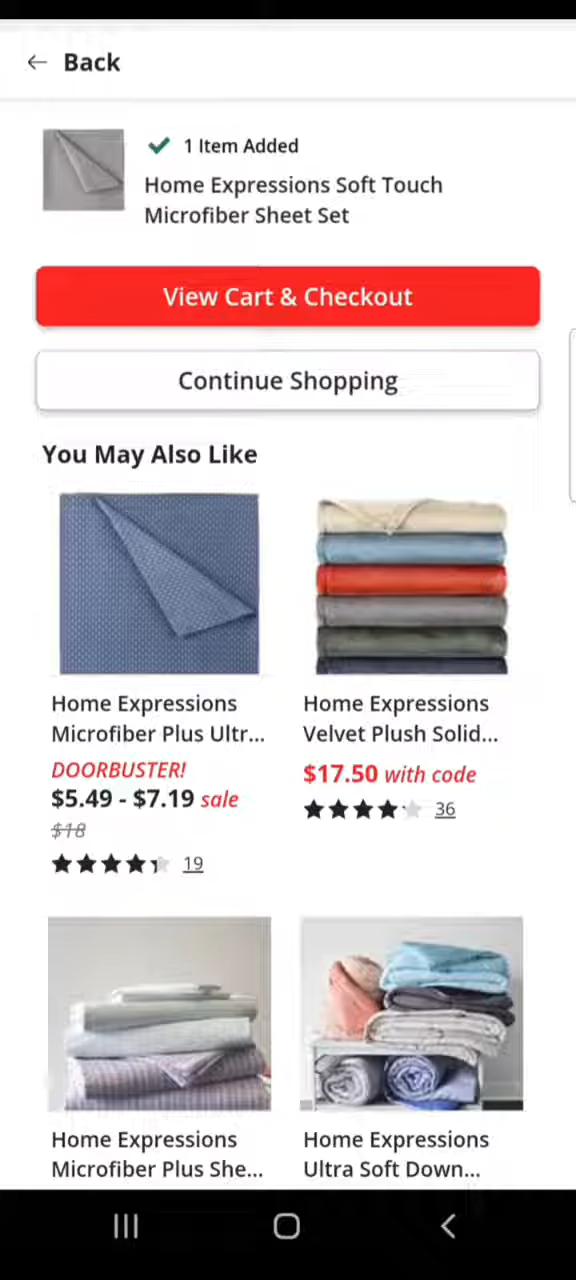 Back
1 Item Added
Home Expressions Soft Touch
Microfiber Sheet Set
View Cart & Checkout
Continue Shopping
You May Also Like
Home Expressions
Microfiber Plus Ultr...
DOORBUSTER!
$5.49 - $7.19 sale
$18
19
Home Expressions
Velvet Plush Solid...
$17.50 with code
36
Home Expressions
Microfiber Plus She...
Home Expressions
Ultra Soft Down...